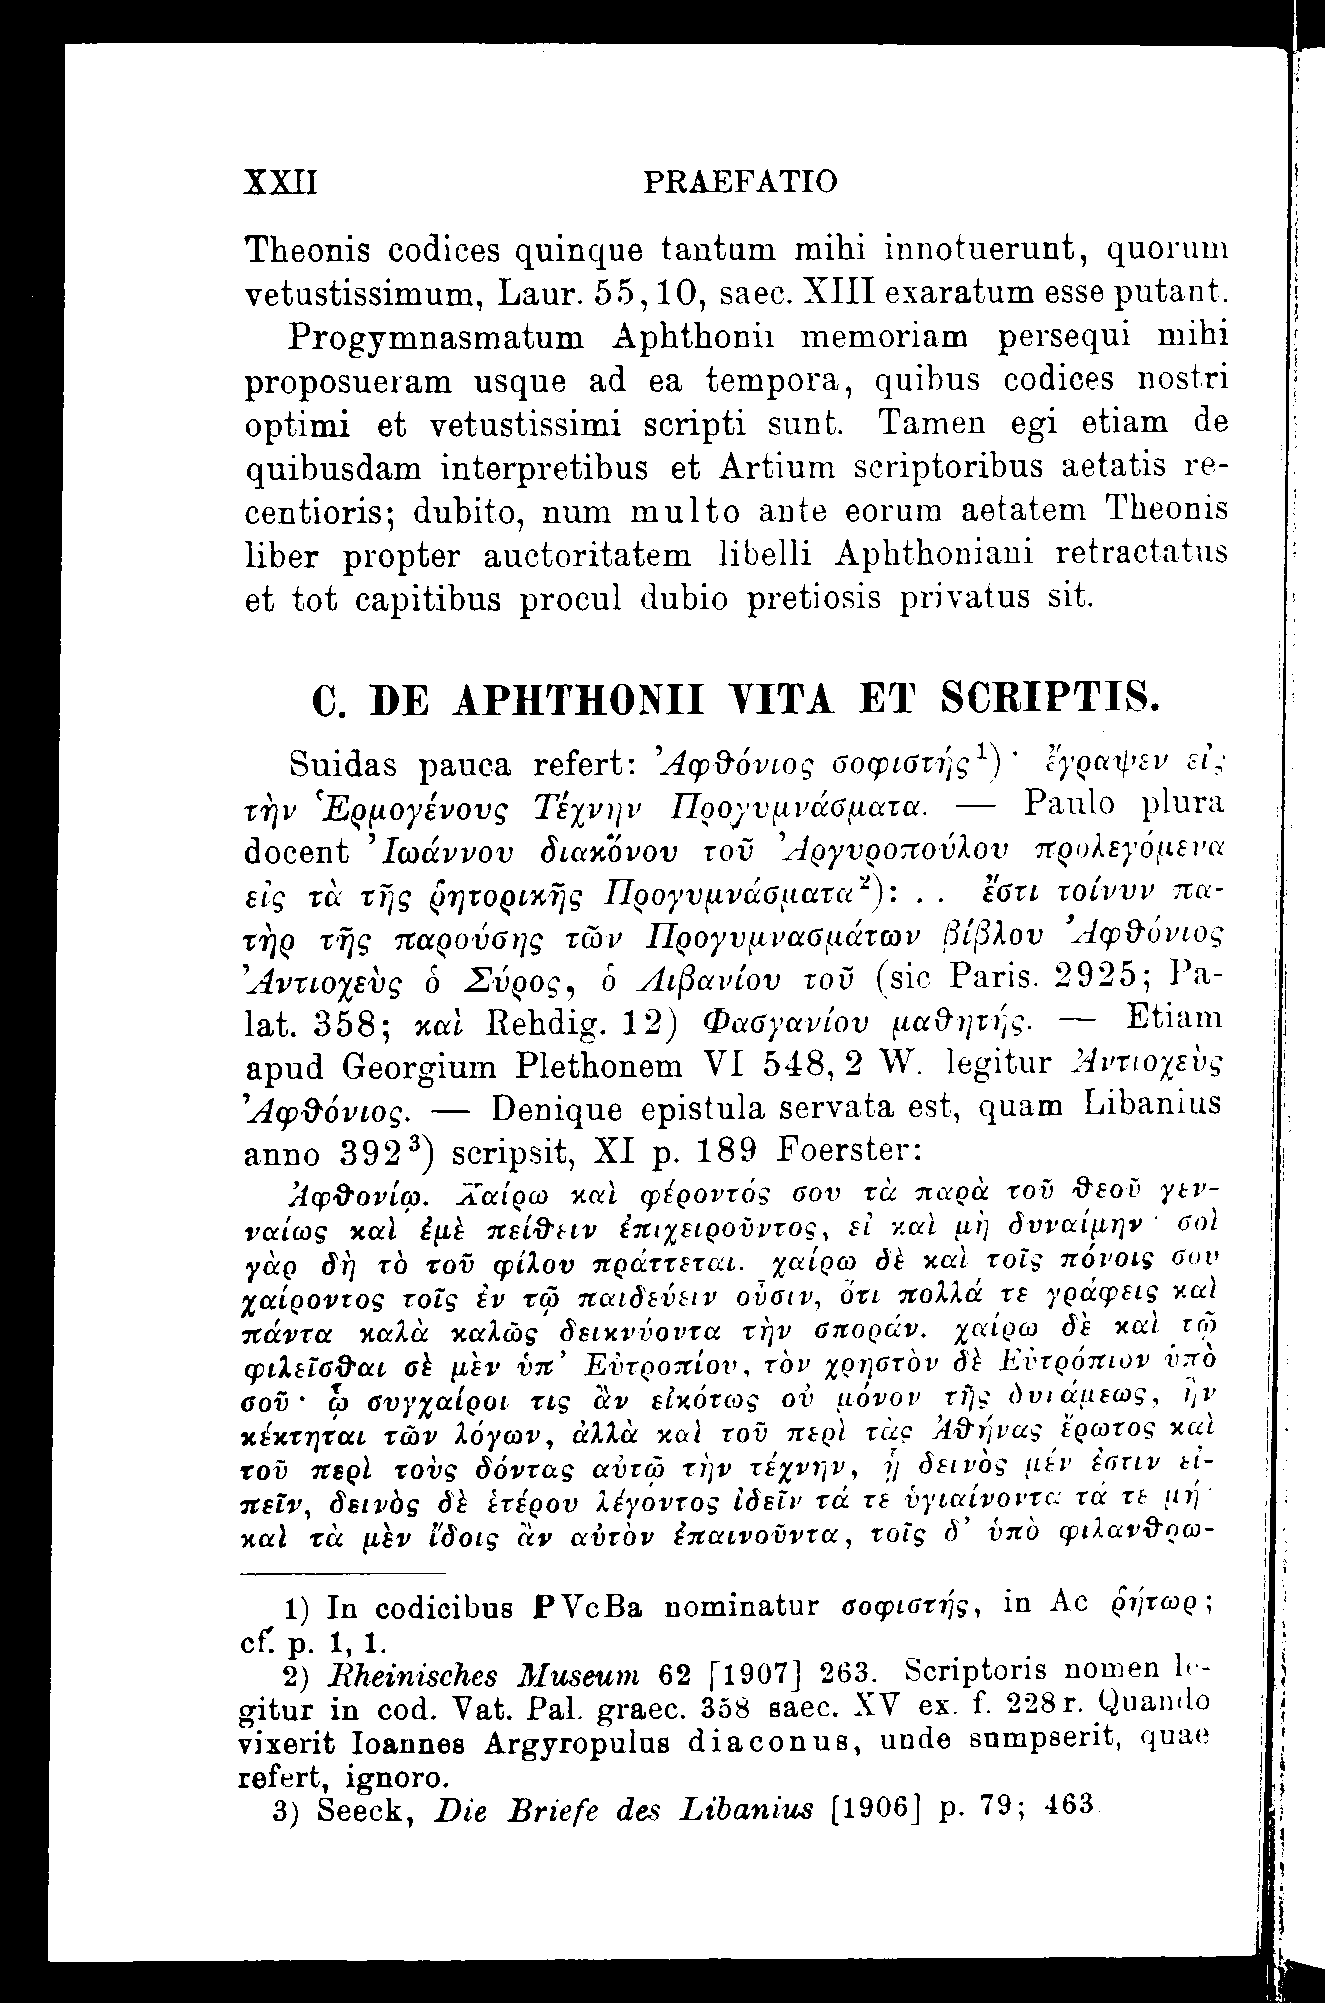 XXII PRAEFATIO
Theonis codices quinque tantum mihi innotuerunt, quorum
vetustissimum, Laur. 55, 10, saec. XIII exaratum esse putant.
Progymnasmatum Aphthonii memoriam persequi mihi
proposueram usque ad ea tempora, quibus codices nostri
optimi et vetustissimi scripti sunt. Tamen egi etiam de
quibusdam interpretibus et Artium scriptoribus aetatis re-
centioris; dubito, num multo ante eorum aetatem Theonis
liber propter auctoritatem libelli Aphthoniani retractatus
et tot capitibus procul dubio pretiosis privatus sit.
C. DE APHTHONII VITA ET SCRIPTIS.
Suidas pauca refert: Ἀφθόνιος σοφιστής¹)· ἔγραψεν εἰς
τὴν Ἑρμογένους Τέχνην Προγυμνάσματα. — Paulo plura
docent Ἰωάννου διακόνου τοῦ Ἀργυροπούλου προλεγόμενα
εἰς τὰ τῆς ῥητορικῆς Προγυμνάσματα²): . . ἔστι τοίνυν πα-
τὴρ τῆς παρούσης τῶν Προγυμνασμάτων βίβλου Ἀφθόνιος
Ἀντιοχεὺς ὁ Σύρος, ὁ Λιβανίου τοῦ (sic Paris. 2925; Pa-
lat. 358; καὶ Rehdig. 12) Φασγανίου μαθητής. — Etiam
apud Georgium Plethonem VI 548, 2 W. legitur Ἀντιοχεὺς
Ἀφθόνιος. — Denique epistula servata est, quam Libanius
anno 392³) scripsit, XI p. 189 Foerster:
Ἀφθονίῳ. Χαίρω καὶ φέροντός σου τὰ παρὰ τοῦ θεοῦ γεν-
ναίως καὶ ἐμὲ πείθειν ἐπιχειροῦντος, εἰ καὶ μὴ δυναίμην· σοὶ
γὰρ δὴ τὸ τοῦ φίλου πράττεται. χαίρω δὲ καὶ τοῖς πόνοις σου
χαίροντος τοῖς ἐν τῷ παιδεύειν οὖσιν, ὅτι πολλά τε γράφεις καὶ
πάντα καλὰ καλῶς δεικνύοντα τὴν σποράν. χαίρω δὲ καὶ τῷ
φιλεῖσθαι σὲ μὲν ὑπ’ Εὐτροπίου, τὸν χρηστὸν δὲ Εὐτρόπιον ὑπὸ
σοῦ· ᾧ συγχαίροι τις ἂν εἰκότως οὐ μόνον τῆς δυνάμεως, ἣν
κέκτηται τῶν λόγων, ἀλλὰ καὶ τοῦ περὶ τὰς Ἀθήνας ἔρωτος καὶ
τοῦ περὶ τοὺς δόντας αὐτῷ τὴν τέχνην, ᾗ δεινὸς μέν ἐστιν εἰ-
πεῖν, δεινὸς δὲ ἑτέρου λέγοντος ἰδεῖν τά τε ὑγιαίνοντα τά τε μή·
καὶ τὰ μὲν ἴδοις ἂν αὐτὸν ἐπαινοῦντα, τοῖς δ’ ὑπὸ φιλανθρω-
1) In codicibus PVcBa nominatur σοφιστής, in Ac ῥήτωρ;
cf. p. 1, 1.
2) Rheinisches Museum 62 [1907] 263. Scriptoris nomen le-
gitur in cod. Vat. Pal. graec. 358 saec. XV ex. f. 228 r. Quando
vixerit Ioannes Argyropulus diaconus, unde sumpserit, quae
refert, ignoro.
3) Seeck, Die Briefe des Libanius [1906] p. 79; 463